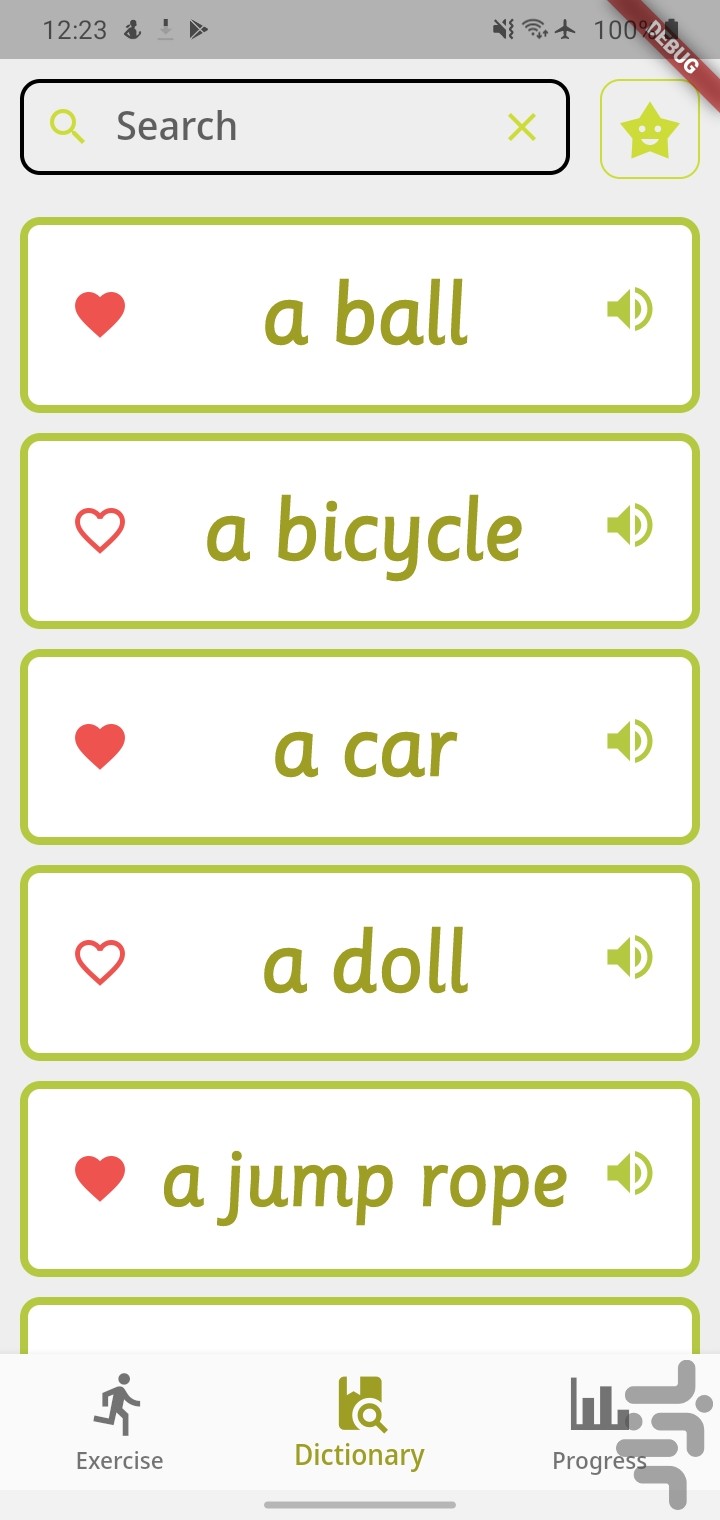 12:23
100%
DEBUG
Search
a ball
a bicycle
a car
a doll
a jump rope
Exercise
Dictionary
Progress